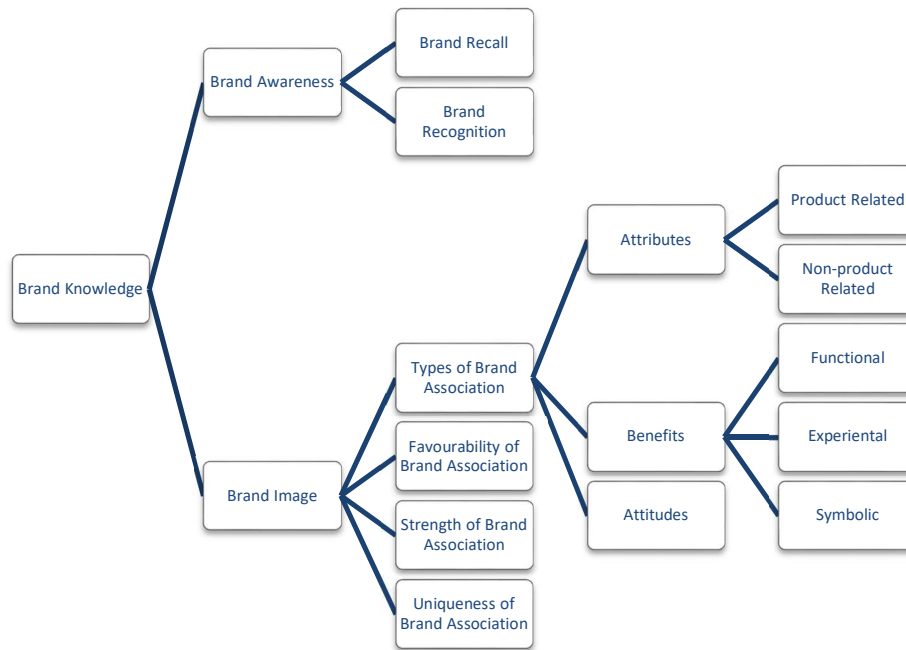 Brand Recall
Brand Awareness
Brand
Recognition
Product Related
Attributes
Non-product
Related
Brand Knowledge
Types of Brand
Association
Functional
Favourability of
Brand Association
Benefits
Experiental
Brand Image
Strength of Brand
Association
Attitudes
Symbolic
Uniqueness of
Brand Association